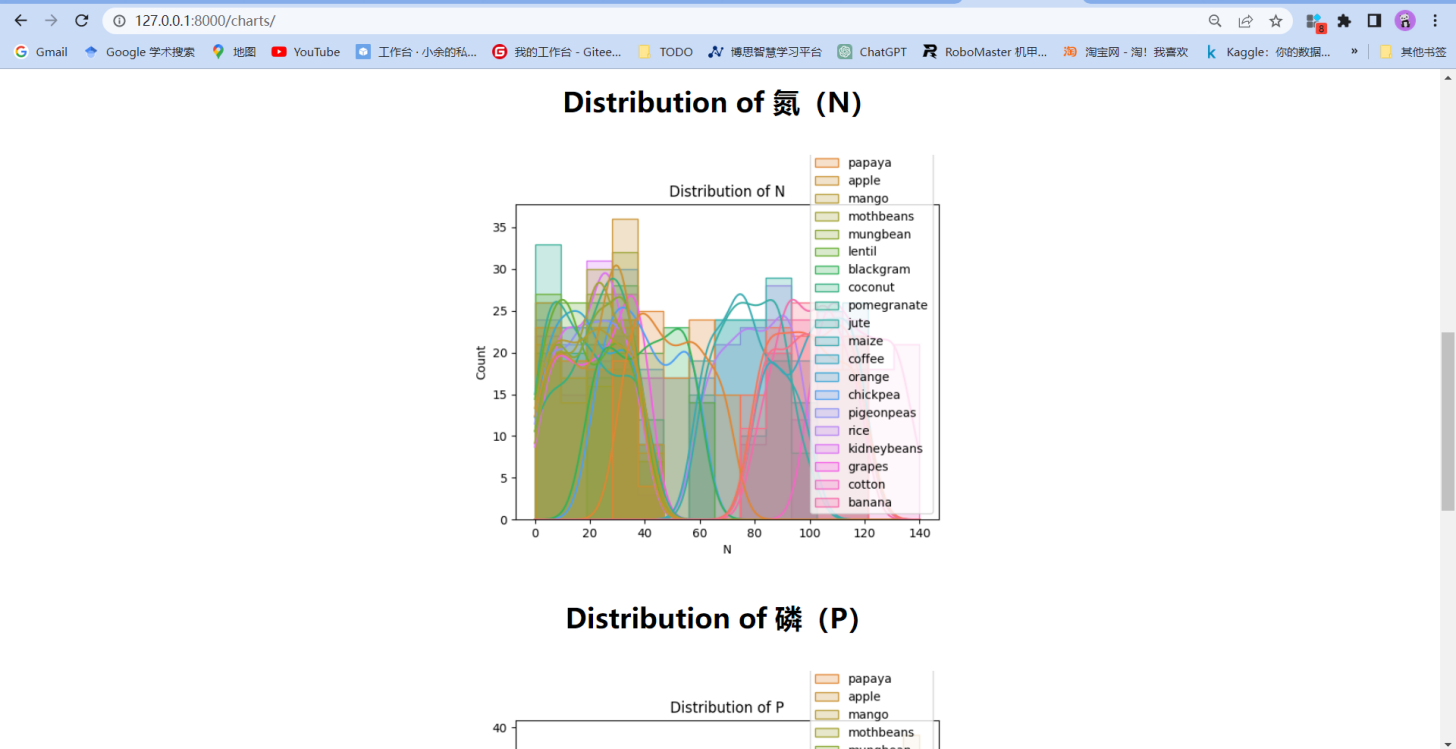 127.0.0.1:8000/charts/
8
Gmail
Google 学术搜索
地图
YouTube
工作台 · 小余的私...
我的工作台 - Gitee...
TODO
博思智慧学习平台
ChatGPT
RoboMaster 机甲...
淘宝网 - 淘！我喜欢
Kaggle：你的数据...
»
其他书签
Distribution of 氮（N）
Distribution of N
papaya
apple
mango
mothbeans
mungbean
lentil
blackgram
coconut
pomegranate
jute
maize
coffee
orange
chickpea
pigeonpeas
rice
kidneybeans
grapes
cotton
banana
35
30
25
20
15
10
5
0
Count
0 20 40 60 80 100 120 140
N
Distribution of 磷（P）
Distribution of P
papaya
apple
mango
mothbeans
mungbean
40